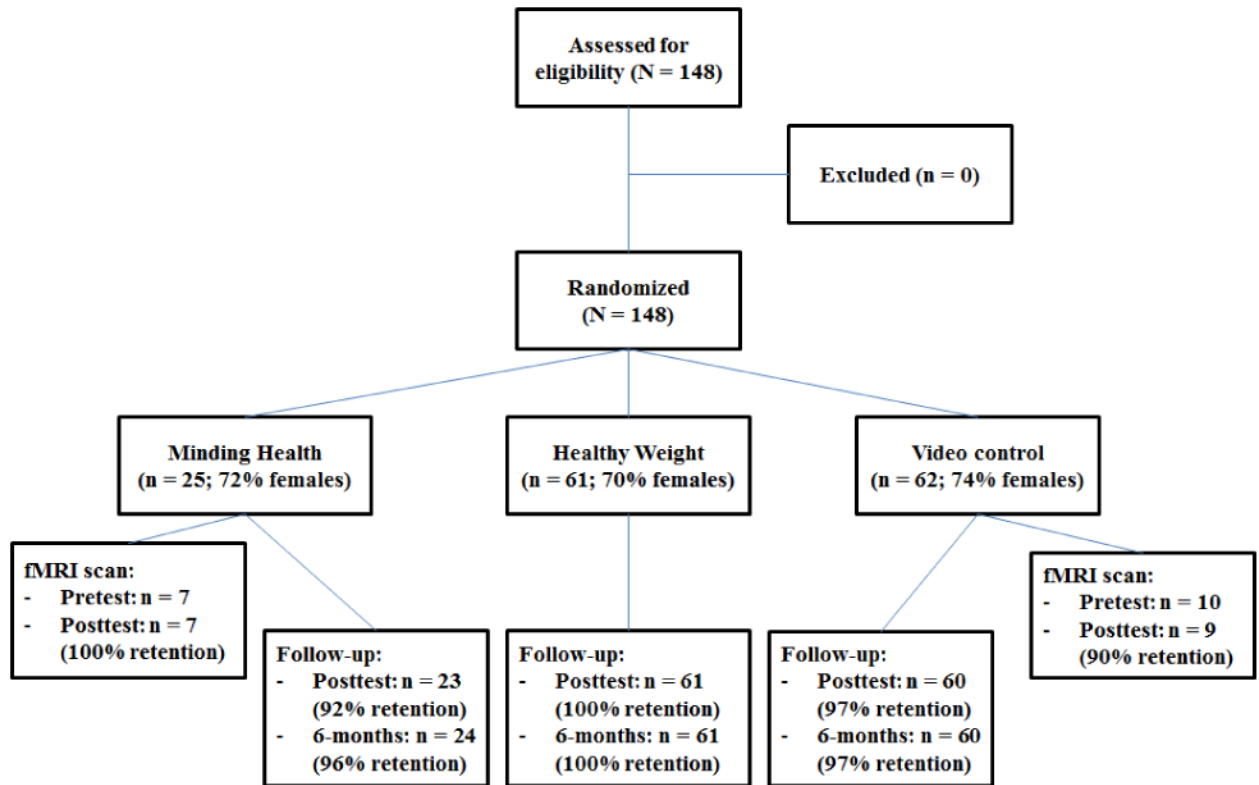 Assessed for
eligibility (N = 148)
Excluded (n = 0)
Randomized
(N = 148)
Minding Health
(n = 25; 72% females)
Healthy Weight
(n = 61; 70% females)
Video control
(n = 62; 74% females)
fMRI scan:
- Pretest: n = 7
- Posttest: n = 7
(100% retention)
Follow-up:
- Posttest: n = 23
(92% retention)
- 6-months: n = 24
(96% retention)
Follow-up:
- Posttest: n = 61
(100% retention)
- 6-months: n = 61
(100% retention)
Follow-up:
- Posttest: n = 60
(97% retention)
- 6-months: n = 60
(97% retention)
fMRI scan:
- Pretest: n = 10
- Posttest: n = 9
(90% retention)